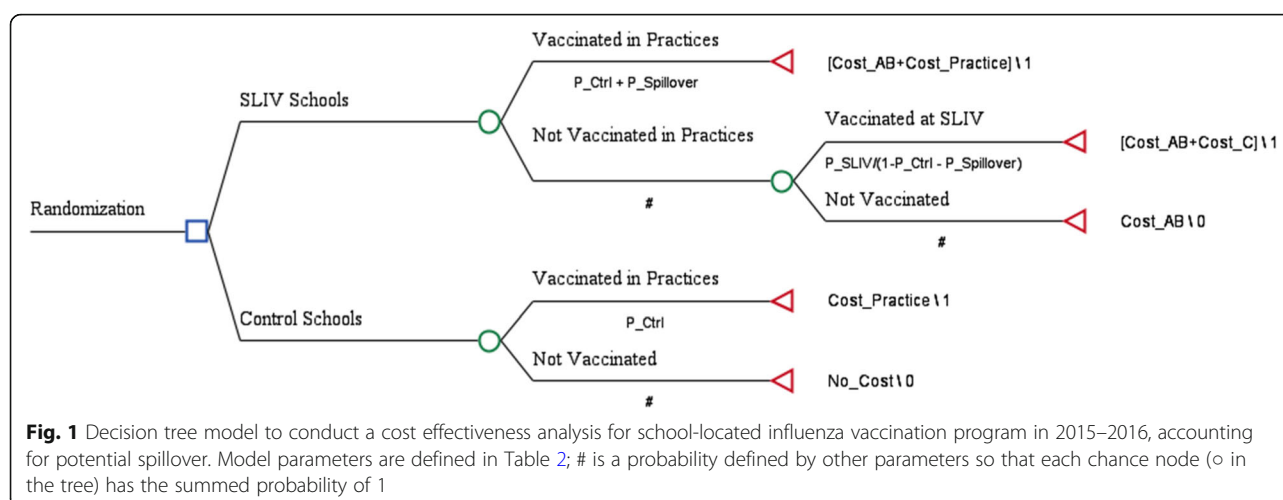 Vaccinated in Practices
[Cost_AB+Cost_Practice] \ 1
P_Ctrl + P_Spillover
SLIV Schools
Vaccinated at SLIV
Not Vaccinated in Practices
[Cost_AB+Cost_C] \ 1
P_SLIV/(1-P_Ctrl - P_Spillover)
Randomization
#
Not Vaccinated
Cost_AB \ 0
#
Vaccinated in Practices
Cost_Practice \ 1
Control Schools
P_Ctrl
Not Vaccinated
No_Cost \ 0
#
Fig. 1 Decision tree model to conduct a cost effectiveness analysis for school-located influenza vaccination program in 2015–2016, accounting
for potential spillover. Model parameters are defined in Table 2; # is a probability defined by other parameters so that each chance node (○ in
the tree) has the summed probability of 1